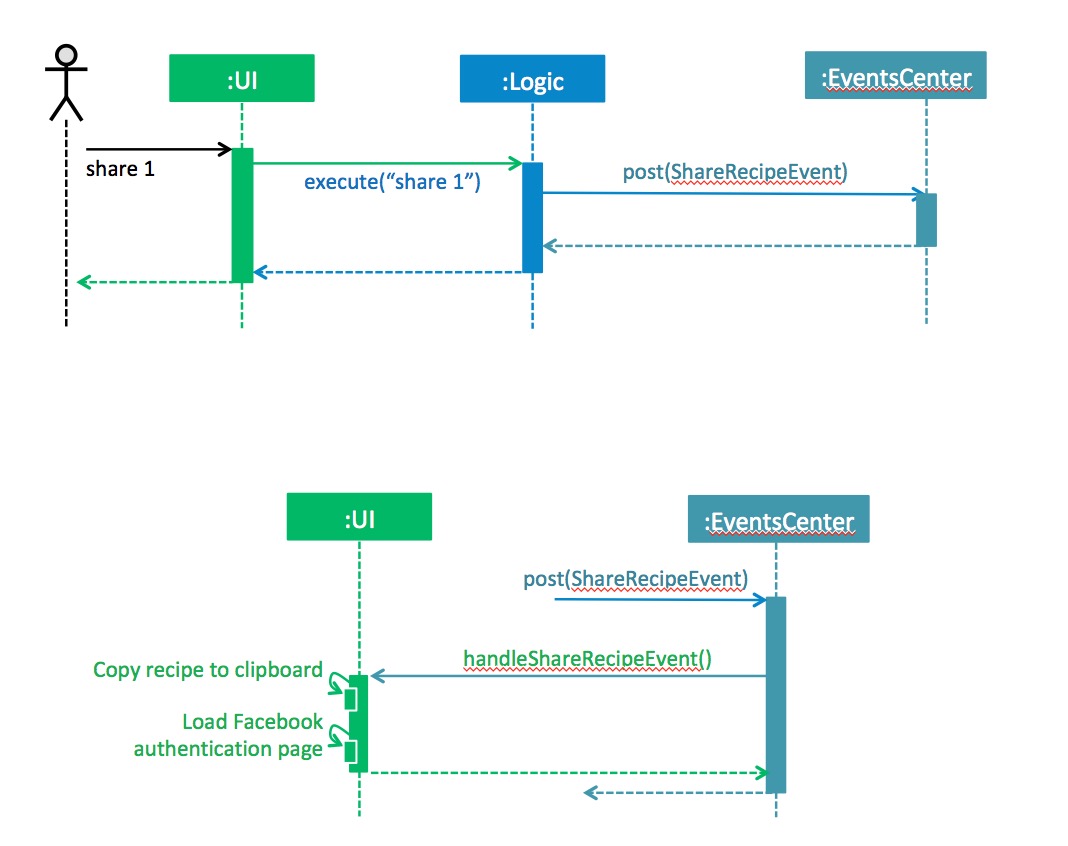 :UI
:Logic
:EventsCenter
share 1
execute(“share 1”)
post(ShareRecipeEvent)
:UI
:EventsCenter
post(ShareRecipeEvent)
handleShareRecipeEvent()
Copy recipe to clipboard
Load Facebook
authentication page